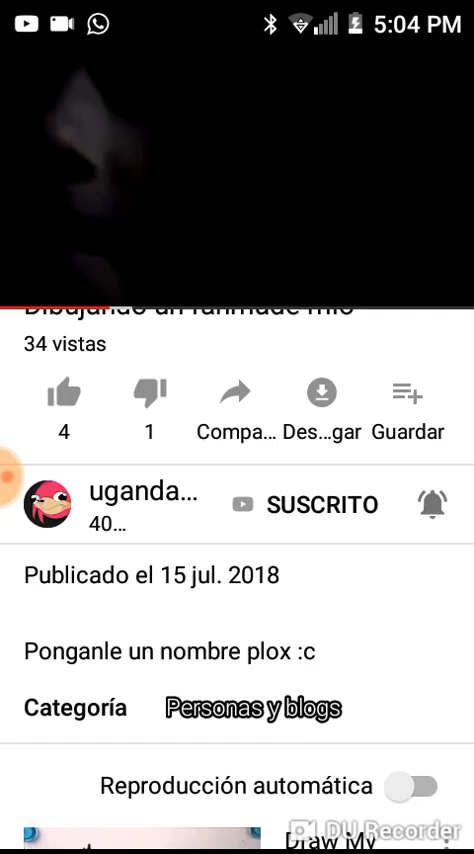 5:04 PM
Dibujando un fanmade mio
34 vistas
4
1
Compa...
Des...gar
Guardar
uganda...
SUSCRITO
40...
Publicado el 15 jul. 2018
Ponganle un nombre plox :c
Categoría
Personas y blogs
Reproducción automática
Draw My
DU Recorder